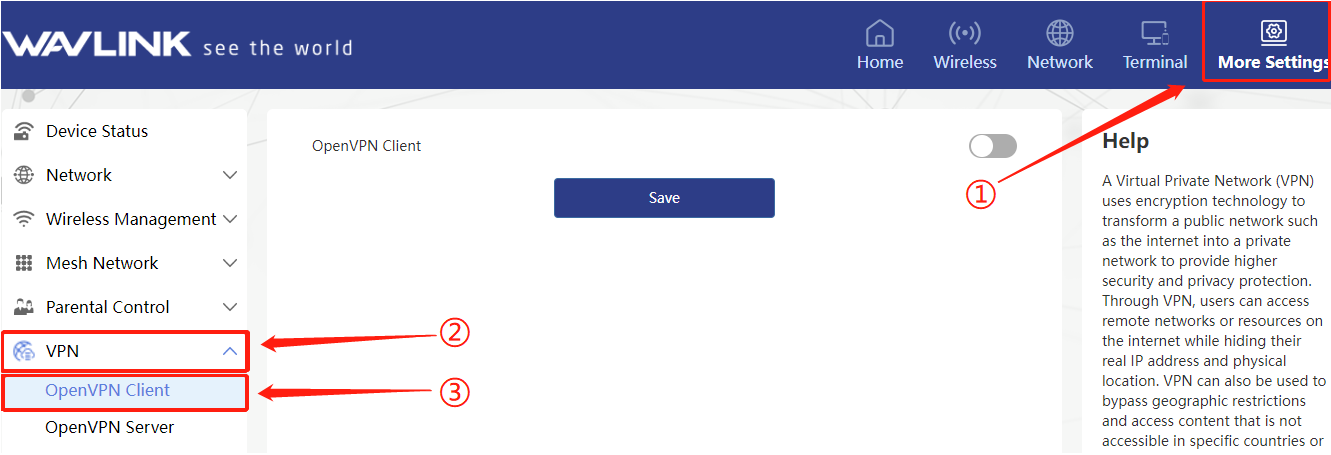 WAVLINK see the world
Home
Wireless
Network
Terminal
More Settings
①
Device Status
Network
Wireless Management
Mesh Network
Parental Control
VPN
②
OpenVPN Client
③
OpenVPN Server
OpenVPN Client
Save
Help
A Virtual Private Network (VPN)
uses encryption technology to
transform a public network such
as the internet into a private
network to provide higher
security and privacy protection.
Through VPN, users can access
remote networks or resources on
the internet while hiding their
real IP address and physical
location. VPN can also be used to
bypass geographic restrictions
and access content that is not
accessible in specific countries or